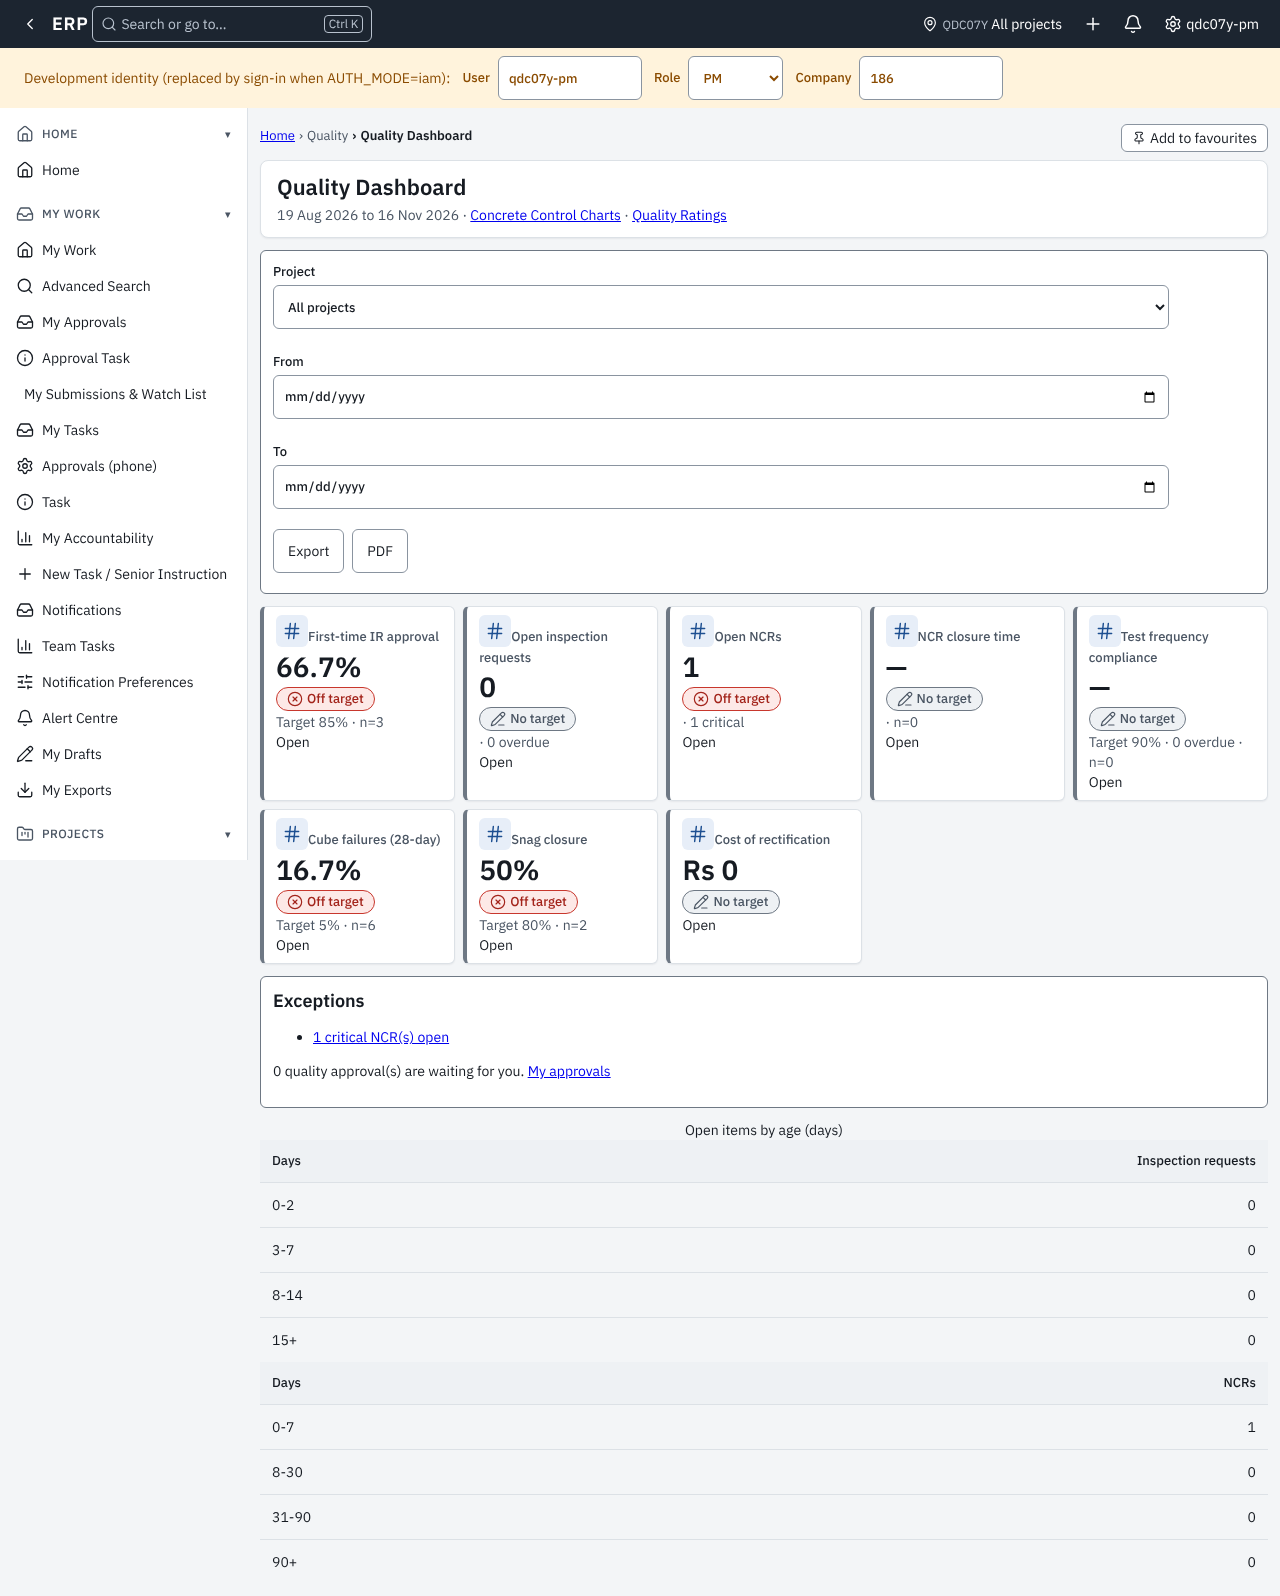 ERP
Search or go to...
Ctrl K
QDC07Y All projects
qdc07y-pm
Development identity (replaced by sign-in when AUTH_MODE=iam):
User
qdc07y-pm
Role
PM
Company
186
HOME
Home
MY WORK
My Work
Advanced Search
My Approvals
Approval Task
My Submissions & Watch List
My Tasks
Approvals (phone)
Task
My Accountability
New Task / Senior Instruction
Notifications
Team Tasks
Notification Preferences
Alert Centre
My Drafts
My Exports
PROJECTS
Home › Quality › Quality Dashboard
Add to favourites
Quality Dashboard
19 Aug 2026 to 16 Nov 2026 · Concrete Control Charts · Quality Ratings
Project
All projects
From
mm/dd/yyyy
To
mm/dd/yyyy
Export
PDF
First-time IR approval
66.7%
Off target
Target 85% · n=3
Open
Open inspection
requests
0
No target
· 0 overdue
Open
Open NCRs
1
Off target
· 1 critical
Open
NCR closure time
—
No target
· n=0
Open
Test frequency
compliance
—
No target
Target 90% · 0 overdue ·
n=0
Open
Cube failures (28-day)
16.7%
Off target
Target 5% · n=6
Open
Snag closure
50%
Off target
Target 80% · n=2
Open
Cost of rectification
Rs 0
No target
Open
Exceptions
1 critical NCR(s) open
0 quality approval(s) are waiting for you. My approvals
Open items by age (days)
Days Inspection requests
0-2 0
3-7 0
8-14 0
15+ 0
Days NCRs
0-7 1
8-30 0
31-90 0
90+ 0